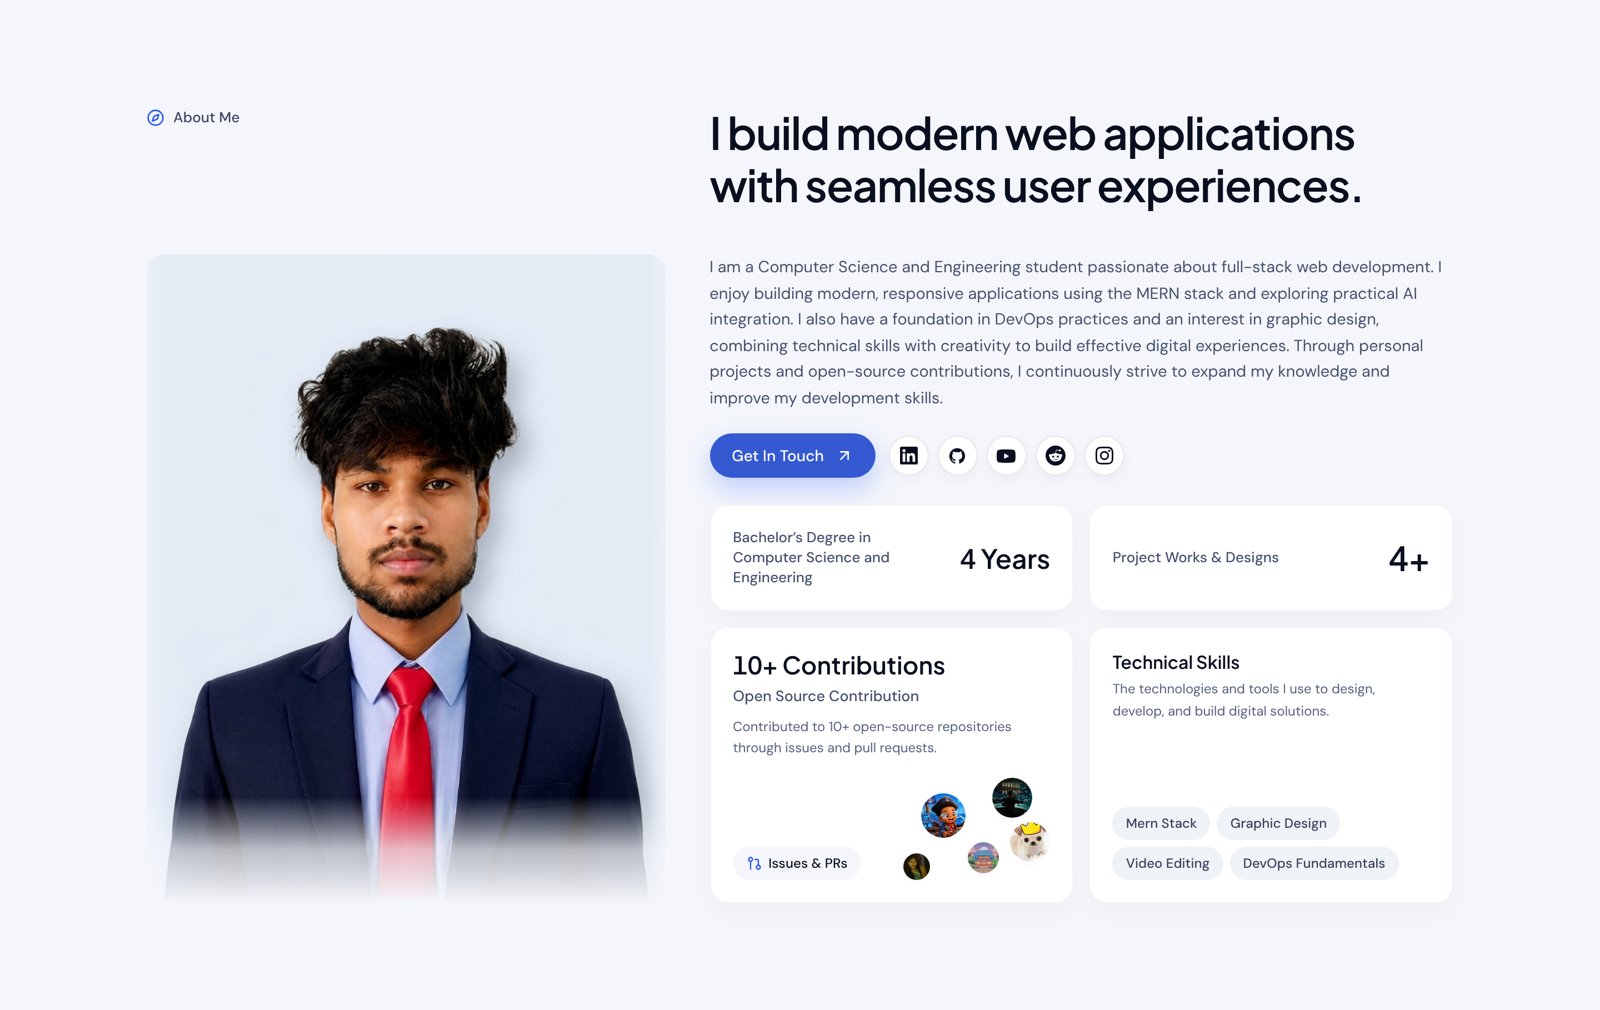 About Me
I build modern web applications
with seamless user experiences.
I am a Computer Science and Engineering student passionate about full-stack web development. I
enjoy building modern, responsive applications using the MERN stack and exploring practical AI
integration. I also have a foundation in DevOps practices and an interest in graphic design,
combining technical skills with creativity to build effective digital experiences. Through personal
projects and open-source contributions, I continuously strive to expand my knowledge and
improve my development skills.
Get In Touch
in
Bachelor's Degree in
Computer Science and
Engineering
4 Years
Project Works & Designs
4+
10+ Contributions
Open Source Contribution
Contributed to 10+ open-source repositories
through issues and pull requests.
Issues & PRs
Technical Skills
The technologies and tools I use to design,
develop, and build digital solutions.
Mern Stack
Graphic Design
Video Editing
DevOps Fundamentals